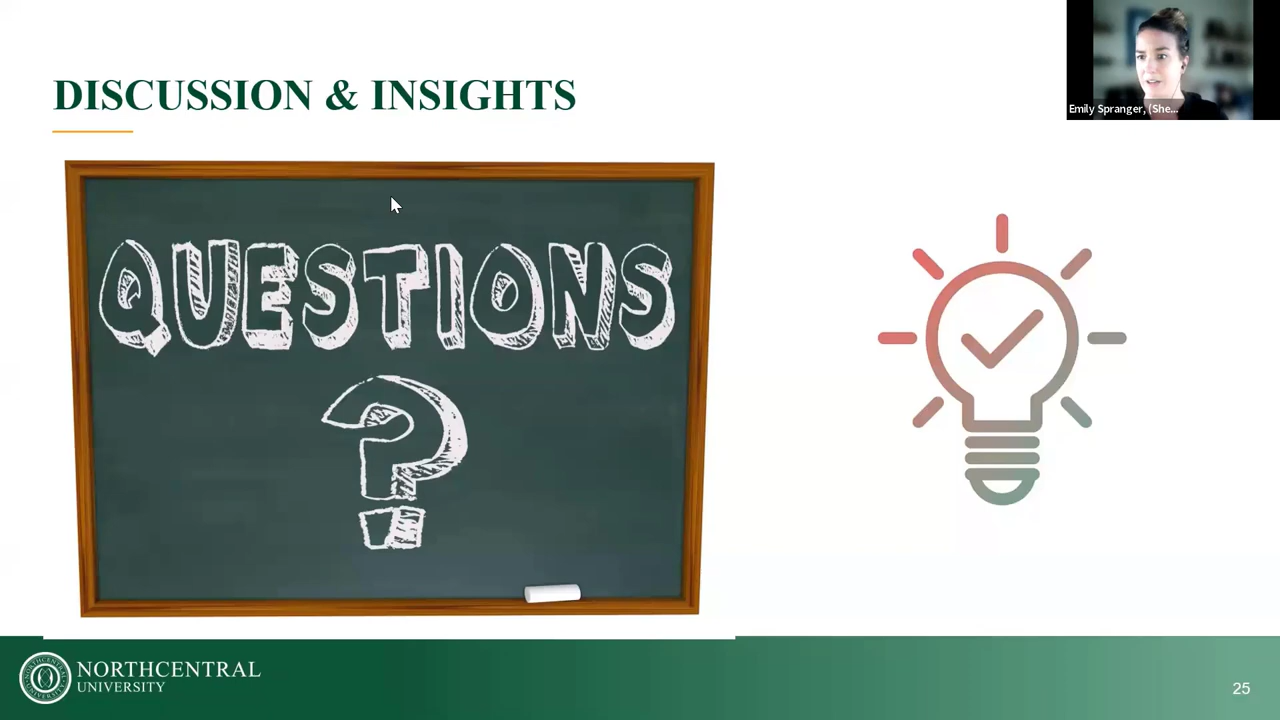 DISCUSSION & INSIGHTS
Emily Spranger, (She...
QUESTIONS
?
NORTHCENTRAL
UNIVERSITY
25